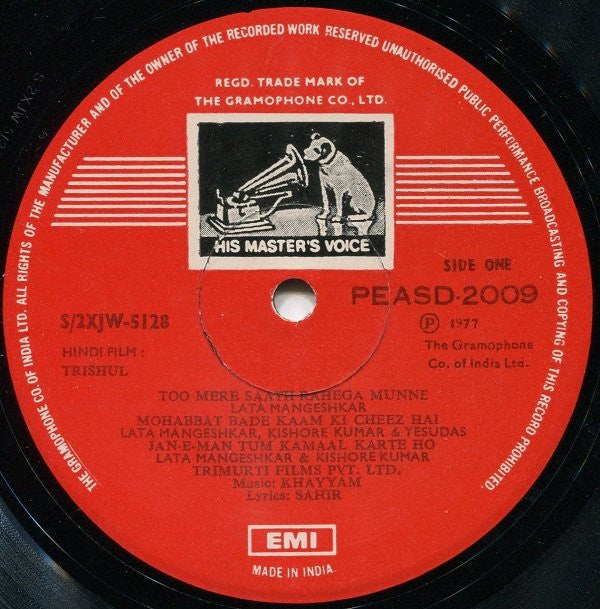 THE GRAMOPHONE CO. OF INDIA LTD. ALL RIGHTS OF THE MANUFACTURER AND OF THE OWNER OF THE RECORDED WORK RESERVED UNAUTHORISED PUBLIC PERFORMANCE BROADCASTING AND COPYING OF THIS RECORD PROHIBITED.
REGD. TRADE MARK OF
THE GRAMOPHONE CO., LTD.
HIS MASTER'S VOICE
SIDE ONE
PEASD·2009
S/2XJW-5128
Ⓟ 1977
HINDI FILM :
TRISHUL
The Gramophone
Co. of India Ltd.
TOO MERE SAATH RAHEGA MUNNE
LATA MANGESHKAR
MOHABBAT BADE KAAM KI CHEEZ HAI
LATA MANGESHKAR, KISHORE KUMAR & YESUDAS
JAN-E-MAN TUM KAMAAL KARTE HO
LATA MANGESHKAR & KISHORE KUMAR
TRIMURTI FILMS PVT. LTD.
Music: KHAYYAM
Lyrics: SAHIR
EMI
MADE IN INDIA.